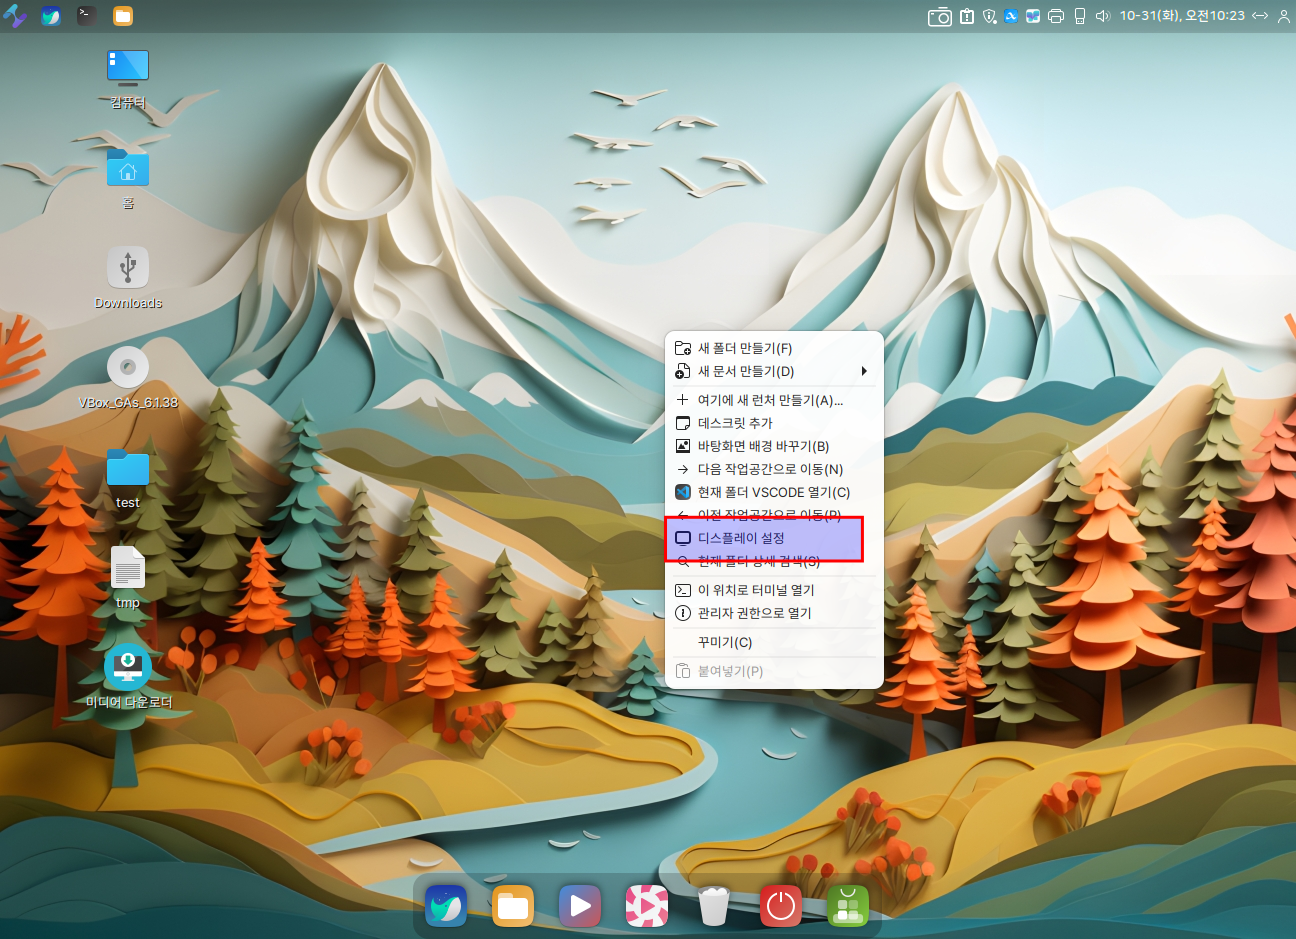 10-31(화), 오전10:23
컴퓨터
홈
Downloads
VBox_GAs_6.1.38
test
tmp
미디어 다운로더
새 폴더 만들기(F)
새 문서 만들기(D)
여기에 새 런처 만들기(A)...
데스크릿 추가
바탕화면 배경 바꾸기(B)
다음 작업공간으로 이동(N)
현재 폴더 VSCODE 열기(C)
이전 작업공간으로 이동(P)
디스플레이 설정
현재 폴더 상세 검색(S)
이 위치로 터미널 열기
관리자 권한으로 열기
꾸미기(C)
붙여넣기(P)